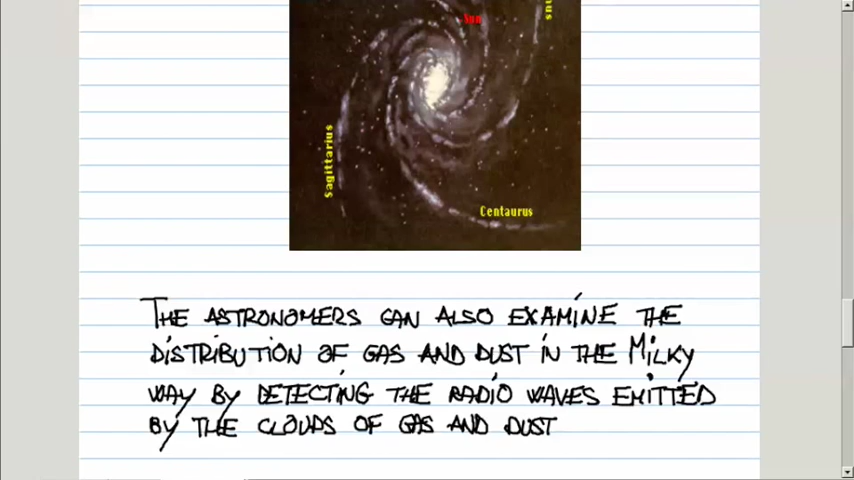 Sun
Sagittarius
Centaurus
THE ASTRONOMERS CAN ALSO EXAMINE THE
DISTRIBUTION OF GAS AND DUST IN THE MILKY
WAY BY DETECTING THE RADIO WAVES EMITTED
BY THE CLOUDS OF GAS AND DUST